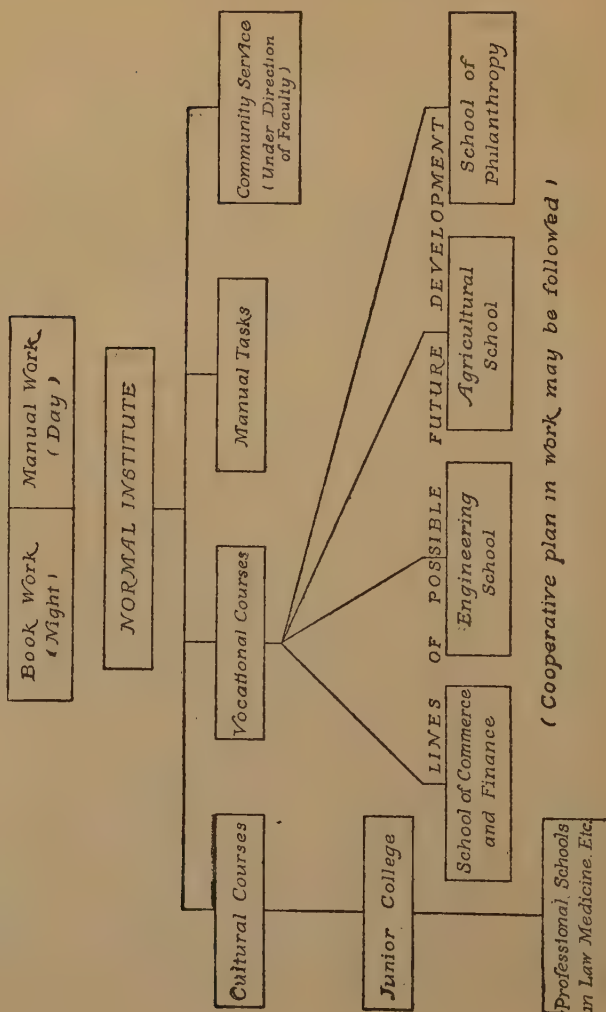 Book Work
(Night)
Manual Work
(Day)
NORMAL INSTITUTE
Cultural Courses
Vocational Courses
Manual Tasks
Community Service
(Under Direction
of Faculty)
Junior College
LINES OF POSSIBLE FUTURE DEVELOPMENT
School of Commerce
and Finance
Engineering
School
Agricultural
School
School of
Philanthropy
Professional Schools
in Law Medicine. Etc.
(Cooperative plan in work may be followed)